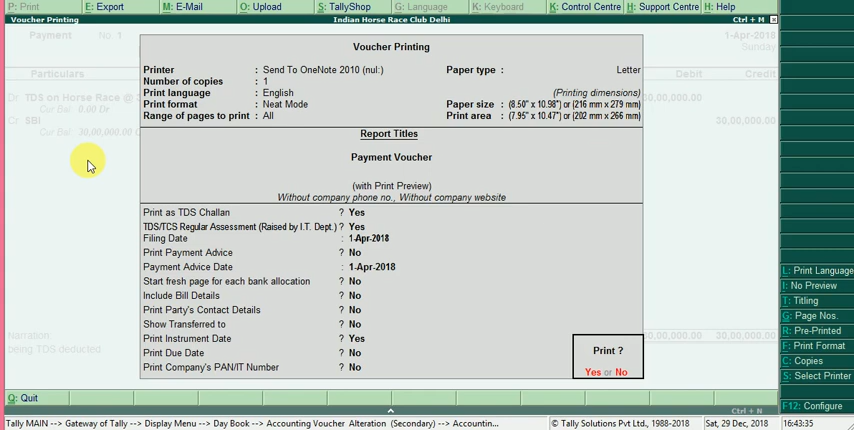 P: Print E: Export M: E-Mail O: Upload S: TallyShop G: Language K: Keyboard K: Control Centre H: Support Centre H: Help
Voucher Printing Indian Horse Race Club Delhi Ctrl + M
Payment No. 1 1-Apr-2018
Sunday
Voucher Printing
Particulars Debit Credit
Printer : Send To OneNote 2010 (nul:) Paper type : Letter
Number of copies : 1
Print language : English (Printing dimensions)
Print format : Neat Mode Paper size : (8.50" x 10.98") or (216 mm x 279 mm)
Range of pages to print : All Print area : (7.95" x 10.47") or (202 mm x 266 mm)
Dr TDS on Horse Race @ 30,00,000.00
Cur Bal: 0.00 Dr
Cr SBI 30,00,000.00
Cur Bal: 30,00,000.00
Report Titles
Payment Voucher
(with Print Preview)
Without company phone no., Without company website
Print as TDS Challan ? Yes
TDS/TCS Regular Assessment (Raised by I.T. Dept.) ? Yes
Filing Date : 1-Apr-2018
Print Payment Advice ? No
Payment Advice Date : 1-Apr-2018
Start fresh page for each bank allocation ? No
Include Bill Details ? No
Print Party's Contact Details ? No
Show Transferred to ? No
Print Instrument Date ? Yes
Print Due Date ? No
Print Company's PAN/IT Number ? No
Print ?
Yes or No
Narration 30,00,000.00 30,00,000.00
being TDS deducted
L: Print Language
I: No Preview
T: Titling
G: Page Nos.
R: Pre-Printed
F: Print Format
C: Copies
S: Select Printer
F12: Configure
Q: Quit
Ctrl + N
Tally MAIN --> Gateway of Tally --> Display Menu --> Day Book --> Accounting Voucher Alteration (Secondary) --> Accountin... © Tally Solutions Pvt Ltd., 1988-2018 Sat, 29 Dec, 2018 16:43:35